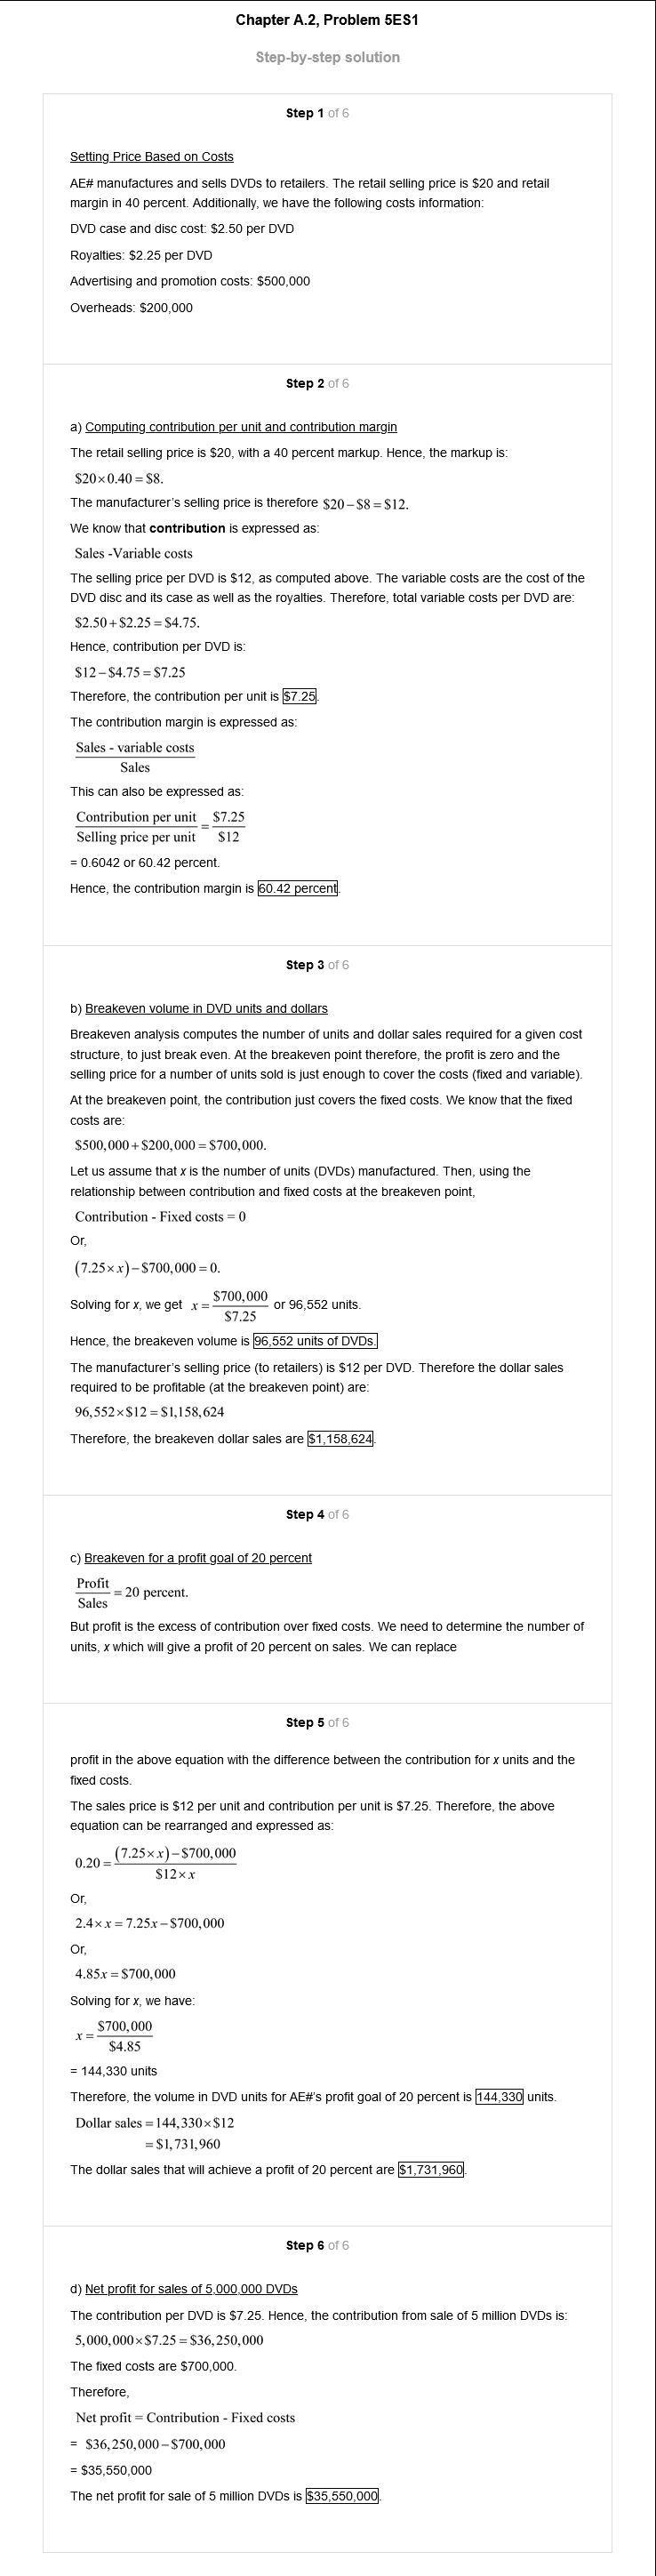 Chapter A.2, Problem 5ES1
Step-by-step solution
Step 1 of 6
Setting Price Based on Costs
AE# manufactures and sells DVDs to retailers. The retail selling price is $20 and retail
margin in 40 percent. Additionally, we have the following costs information:
DVD case and disc cost: $2.50 per DVD
Royalties: $2.25 per DVD
Advertising and promotion costs: $500,000
Overheads: $200,000
Step 2 of 6
a) Computing contribution per unit and contribution margin
The retail selling price is $20, with a 40 percent markup. Hence, the markup is:
$20×0.40 = $8.
The manufacturer's selling price is therefore $20 – $8 = $12.
We know that contribution is expressed as:
Sales -Variable costs
The selling price per DVD is $12, as computed above. The variable costs are the cost of the
DVD disc and its case as well as the royalties. Therefore, total variable costs per DVD are:
$2.50 + $2.25 = $4.75.
Hence, contribution per DVD is:
$12 – $4.75 = $7.25
Therefore, the contribution per unit is $7.25.
The contribution margin is expressed as:
Sales - variable costs
Sales
This can also be expressed as:
Contribution per unit = $7.25
Selling price per unit $12
= 0.6042 or 60.42 percent.
Hence, the contribution margin is 60.42 percent.
Step 3 of 6
b) Breakeven volume in DVD units and dollars
Breakeven analysis computes the number of units and dollar sales required for a given cost
structure, to just break even. At the breakeven point therefore, the profit is zero and the
selling price for a number of units sold is just enough to cover the costs (fixed and variable).
At the breakeven point, the contribution just covers the fixed costs. We know that the fixed
costs are:
$500,000 + $200,000 = $700,000.
Let us assume that x is the number of units (DVDs) manufactured. Then, using the
relationship between contribution and fixed costs at the breakeven point,
Contribution - Fixed costs = 0
Or,
(7.25× x) – $700,000 = 0.
Solving for x, we get x = $700,000 / $7.25 or 96,552 units.
Hence, the breakeven volume is 96,552 units of DVDs.
The manufacturer's selling price (to retailers) is $12 per DVD. Therefore the dollar sales
required to be profitable (at the breakeven point) are:
96,552×$12 = $1,158,624
Therefore, the breakeven dollar sales are $1,158,624.
Step 4 of 6
c) Breakeven for a profit goal of 20 percent
Profit / Sales = 20 percent.
But profit is the excess of contribution over fixed costs. We need to determine the number of
units, x which will give a profit of 20 percent on sales. We can replace
Step 5 of 6
profit in the above equation with the difference between the contribution for x units and the
fixed costs.
The sales price is $12 per unit and contribution per unit is $7.25. Therefore, the above
equation can be rearranged and expressed as:
0.20 = (7.25× x) – $700,000 / $12× x
Or,
2.4× x = 7.25x – $700,000
Or,
4.85x = $700,000
Solving for x, we have:
x = $700,000 / $4.85
= 144,330 units
Therefore, the volume in DVD units for AE#'s profit goal of 20 percent is 144,330 units.
Dollar sales = 144,330×$12
= $1,731,960
The dollar sales that will achieve a profit of 20 percent are $1,731,960.
Step 6 of 6
d) Net profit for sales of 5,000,000 DVDs
The contribution per DVD is $7.25. Hence, the contribution from sale of 5 million DVDs is:
5,000,000×$7.25 = $36,250,000
The fixed costs are $700,000.
Therefore,
Net profit = Contribution - Fixed costs
= $36,250,000 – $700,000
= $35,550,000
The net profit for sale of 5 million DVDs is $35,550,000.